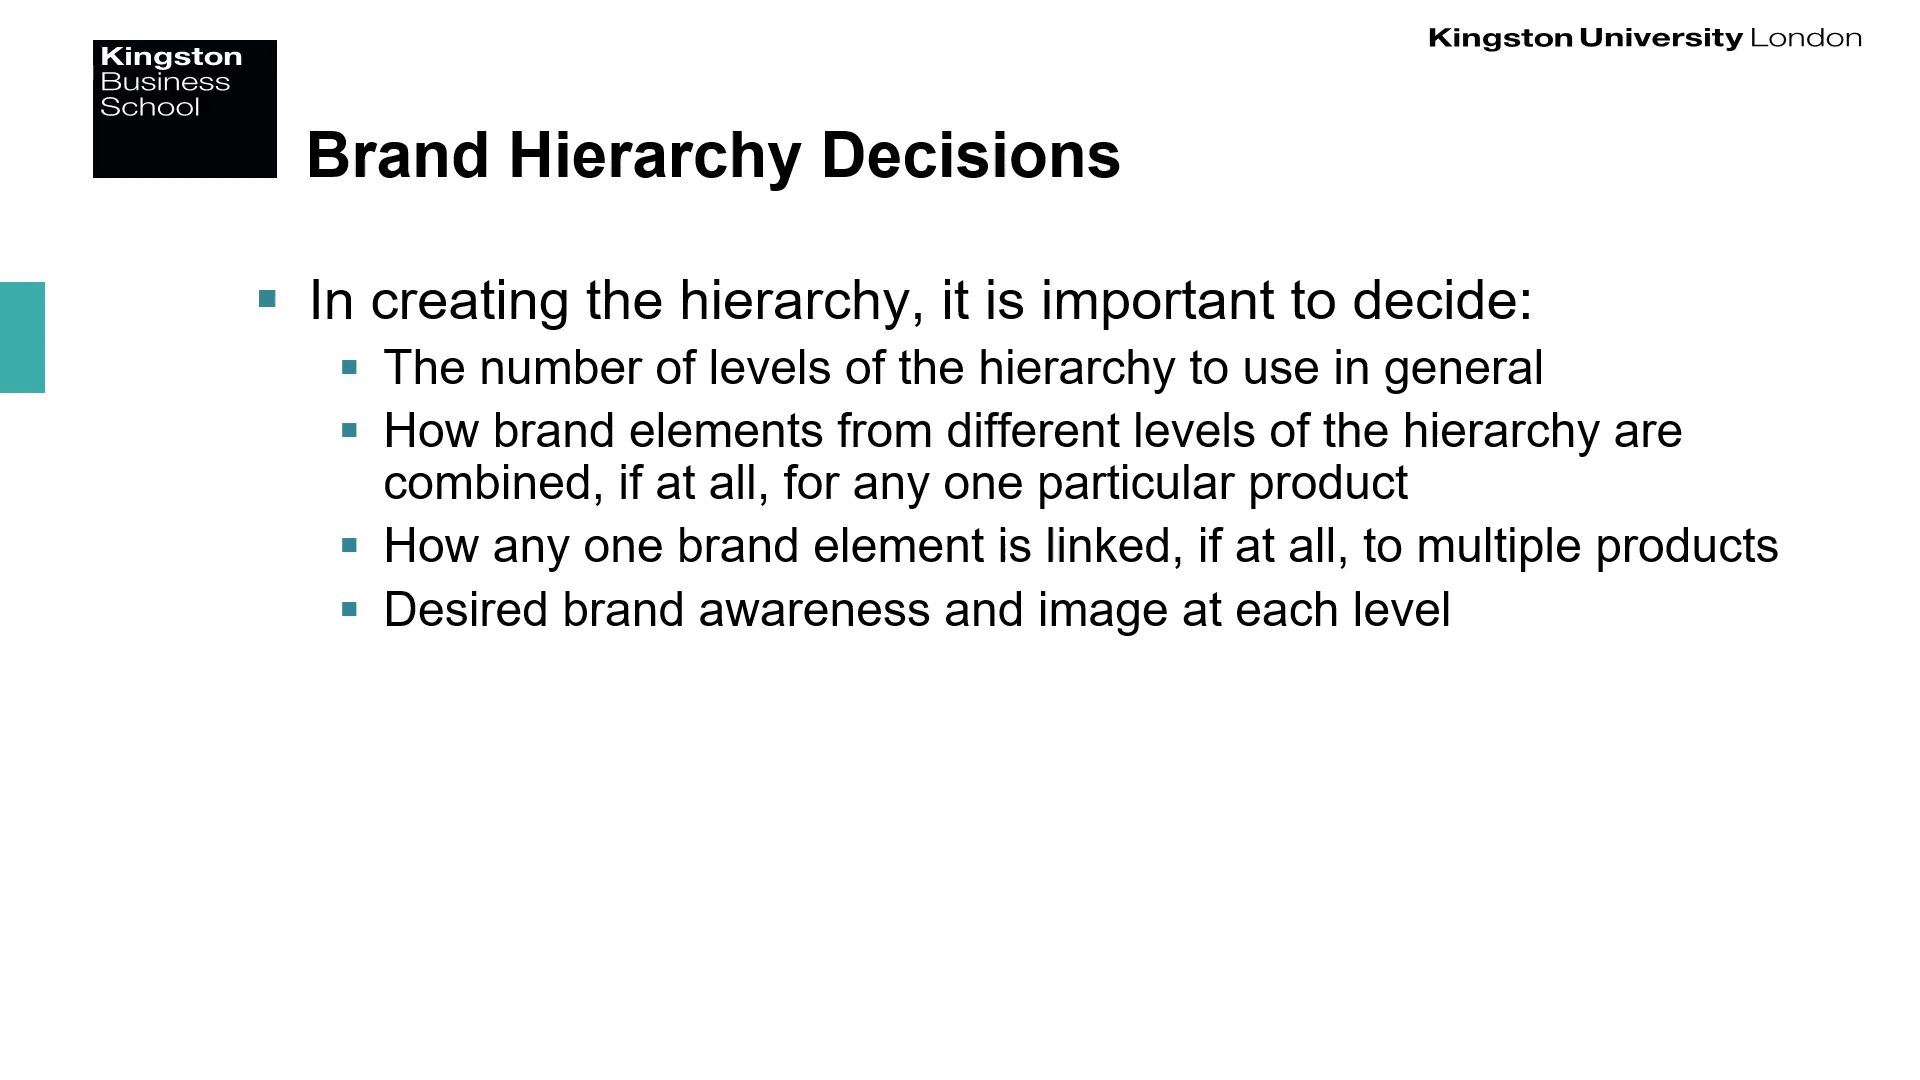 Kingston University London
Kingston
Business
School
Brand Hierarchy Decisions
In creating the hierarchy, it is important to decide:
The number of levels of the hierarchy to use in general
How brand elements from different levels of the hierarchy are
combined, if at all, for any one particular product
How any one brand element is linked, if at all, to multiple products
Desired brand awareness and image at each level